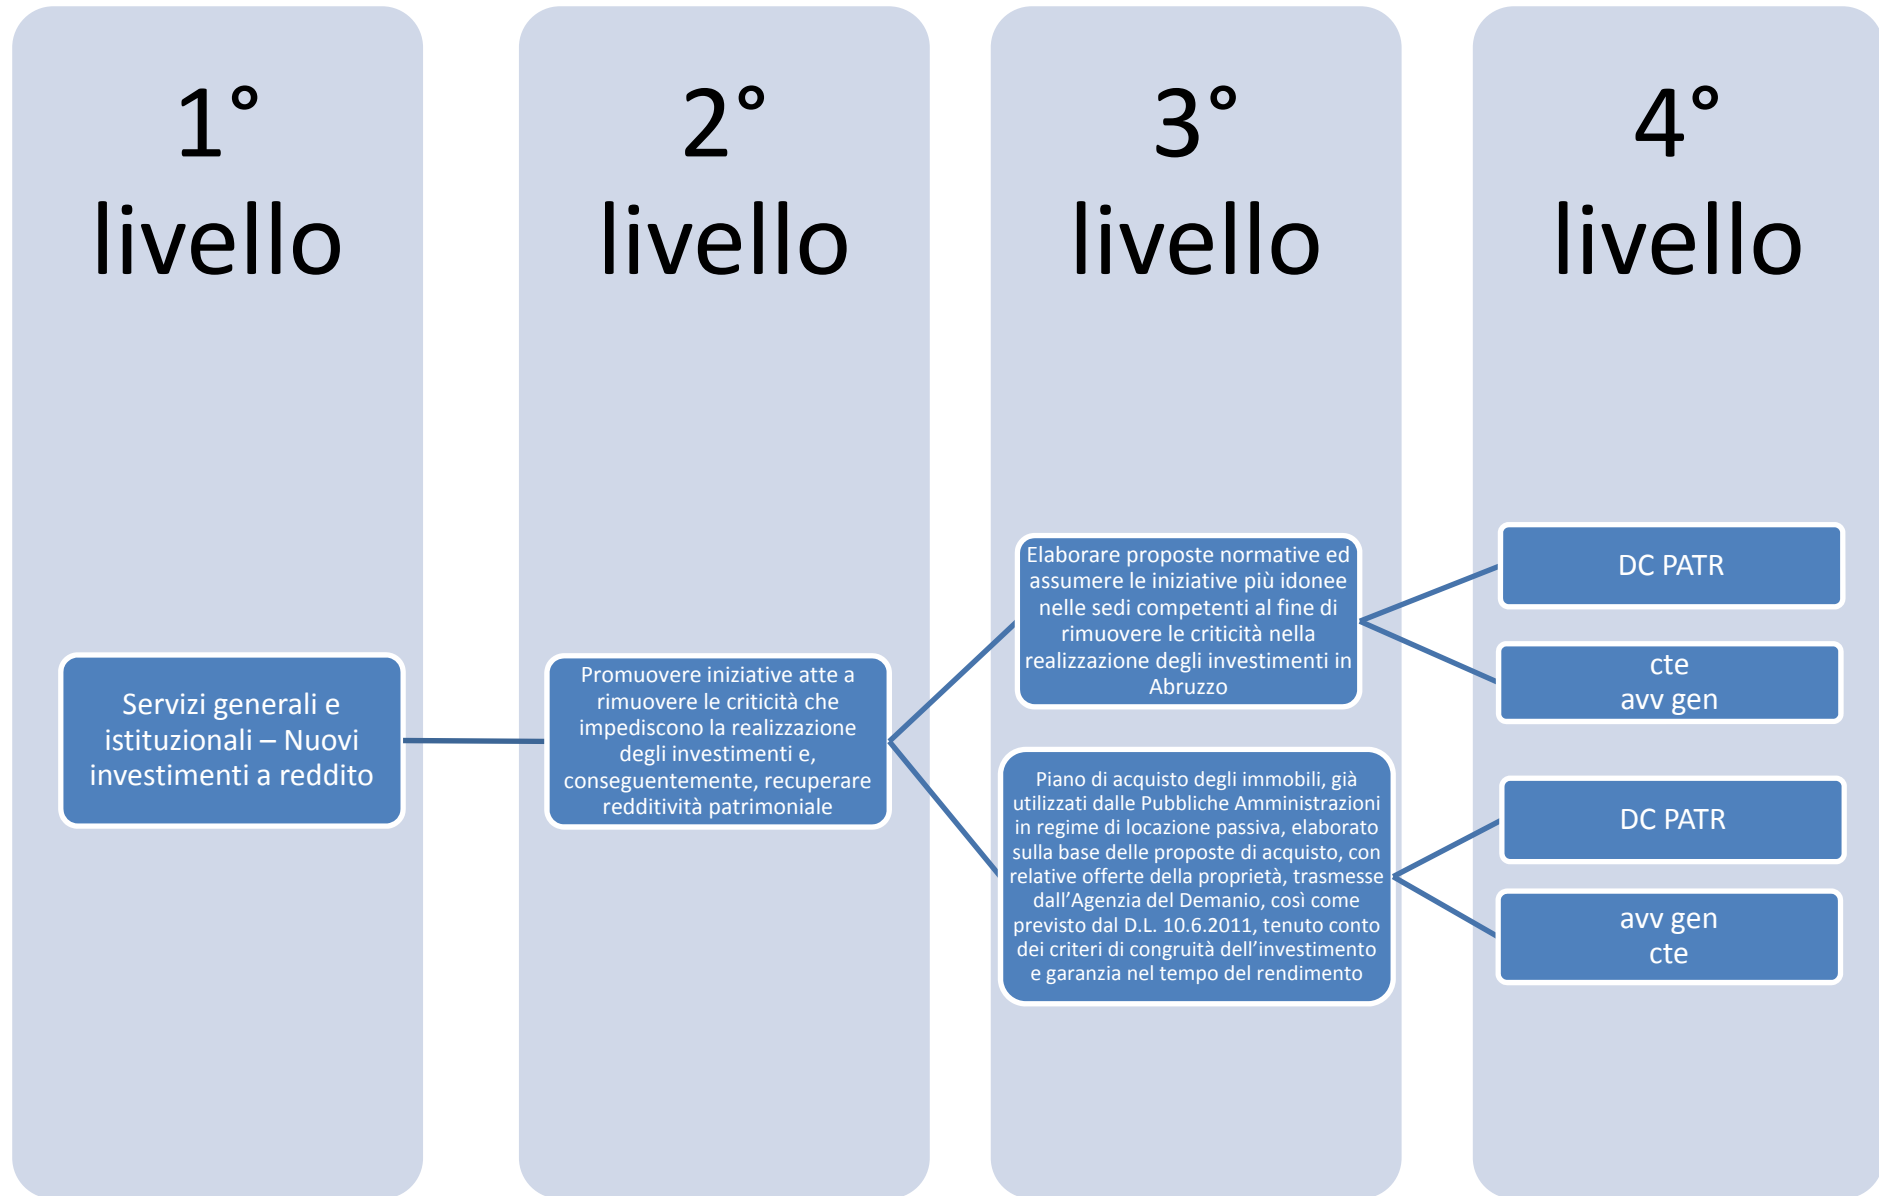 1°
livello
2°
livello
3°
livello
4°
livello
Servizi generali e
istituzionali – Nuovi
investimenti a reddito
Promuovere iniziative atte a
rimuovere le criticità che
impediscono la realizzazione
degli investimenti e,
conseguentemente, recuperare
redditività patrimoniale
Elaborare proposte normative ed
assumere le iniziative più idonee
nelle sedi competenti al fine di
rimuovere le criticità nella
realizzazione degli investimenti in
Abruzzo
DC PATR
cte
avv gen
Piano di acquisto degli immobili, già
utilizzati dalle Pubbliche Amministrazioni
in regime di locazione passiva, elaborato
sulla base delle proposte di acquisto, con
relative offerte della proprietà, trasmesse
dall’Agenzia del Demanio, così come
previsto dal D.L. 10.6.2011, tenuto conto
dei criteri di congruità dell’investimento
e garanzia nel tempo del rendimento
DC PATR
avv gen
cte